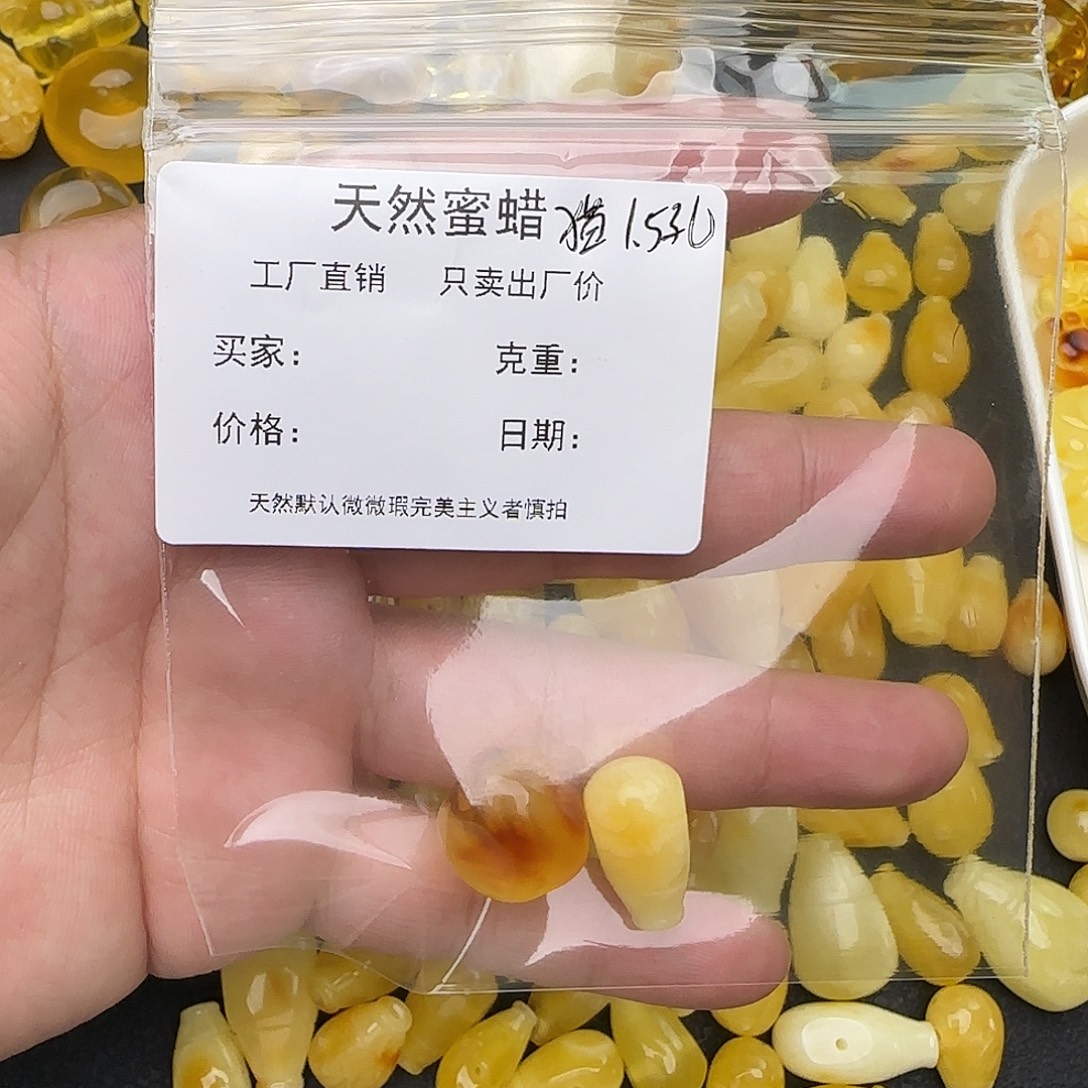 天然蜜蜡
工厂直销 只卖出厂价
买家： 克重：
价格： 日期：
天然默认微微瑕完美主义者慎拍